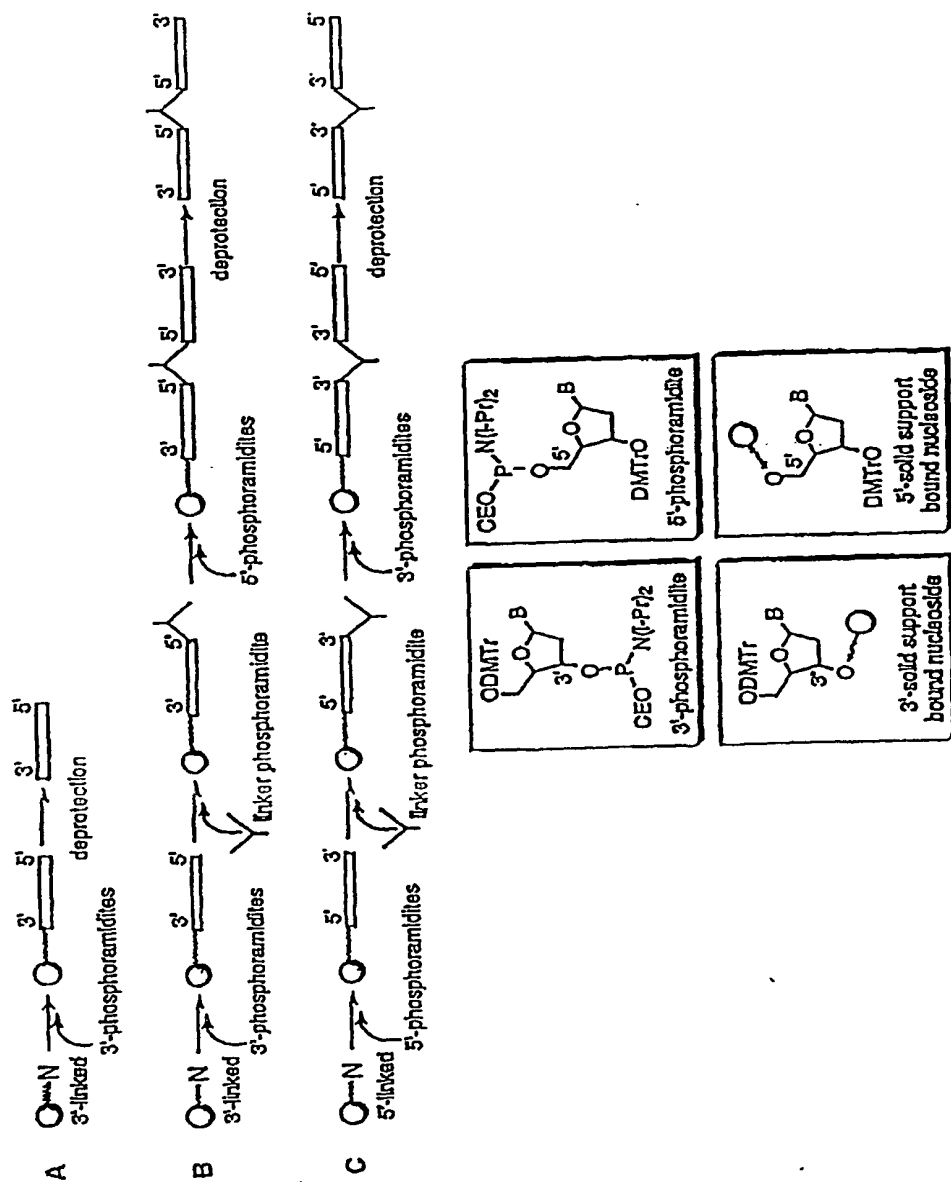 A
N
3' 5' 3' 5'
3'-linked
3'-phosphoramidites
deprotection
B
N
3' 5' 3' 5' 3' 5' 5' 3' 3' 5' 5' 3'
3'-linked
3'-phosphoramidites
linker phosphoramidite
5'-phosphoramidites
deprotection
C
N
5' 3' 5' 3' 5' 3' 3' 5' 5' 3' 3' 5'
5'-linked
5'-phosphoramidites
linker phosphoramidite
3'-phosphoramidites
deprotection
ODMTr
O
B
3'
O
P
CEO
N(i-Pr)2
3'-phosphoramidite
CEO
N(i-Pr)2
P
O
5'
O
B
DMTrO
5'-phosphoramidite
ODMTr
O
B
3'
O
3'-solid support
bound nucleoside
O
5'
O
B
DMTrO
5'-solid support
bound nucleoside